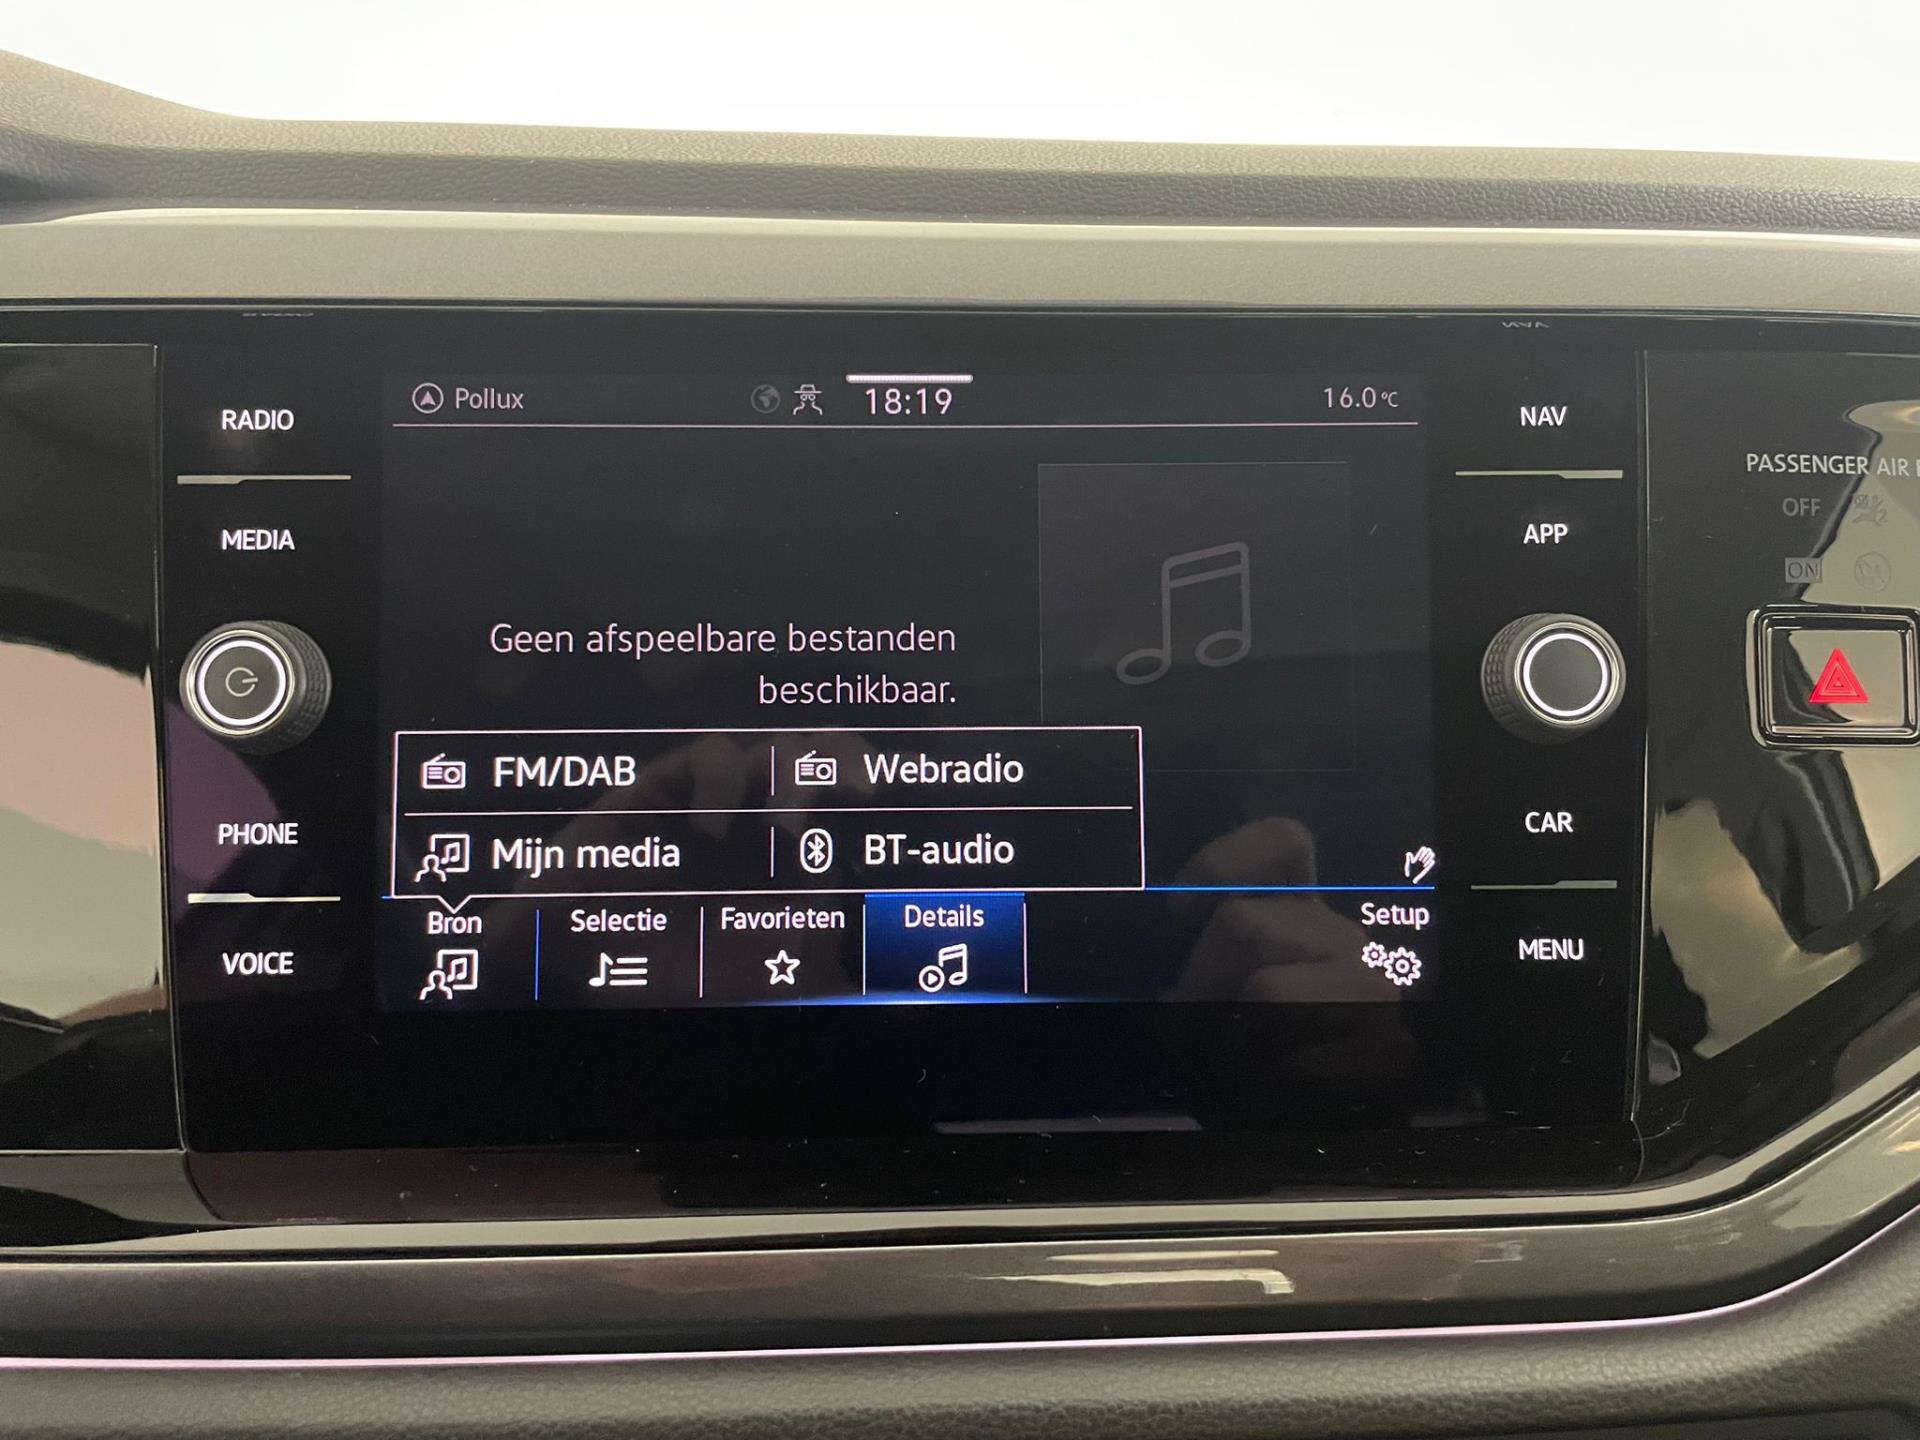 RADIO
MEDIA
PHONE
VOICE
Pollux
18:19
16.0°C
Geen afspeelbare bestanden
beschikbaar.
FM/DAB
Webradio
Mijn media
BT-audio
Bron
Selectie
Favorieten
Details
Setup
NAV
APP
CAR
MENU
PASSENGER AIR
OFF
ON